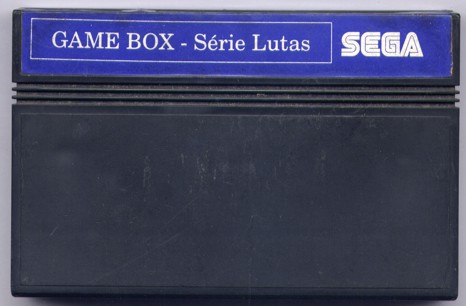 GAME BOX - Série Lutas SEGA